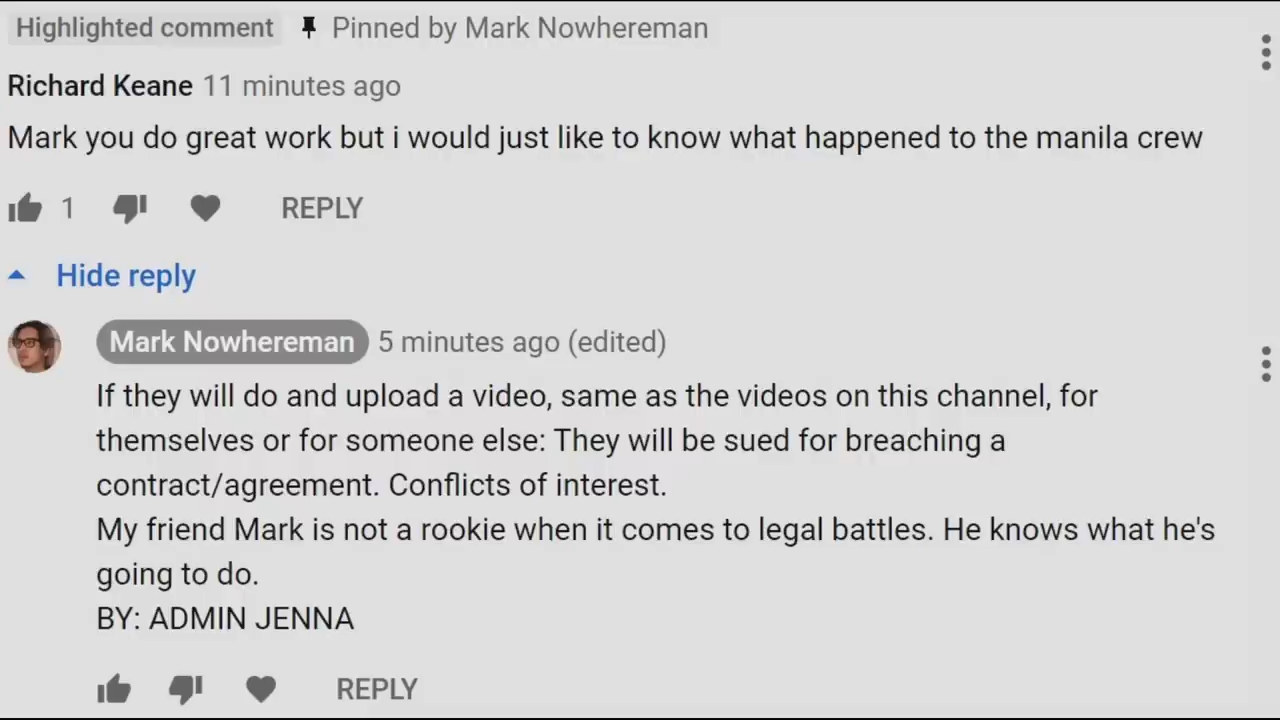 Highlighted comment Pinned by Mark Nowhereman
Richard Keane 11 minutes ago
Mark you do great work but i would just like to know what happened to the manila crew
1 REPLY
Hide reply
Mark Nowhereman 5 minutes ago (edited)
If they will do and upload a video, same as the videos on this channel, for
themselves or for someone else: They will be sued for breaching a
contract/agreement. Conflicts of interest.
My friend Mark is not a rookie when it comes to legal battles. He knows what he's
going to do.
BY: ADMIN JENNA
REPLY